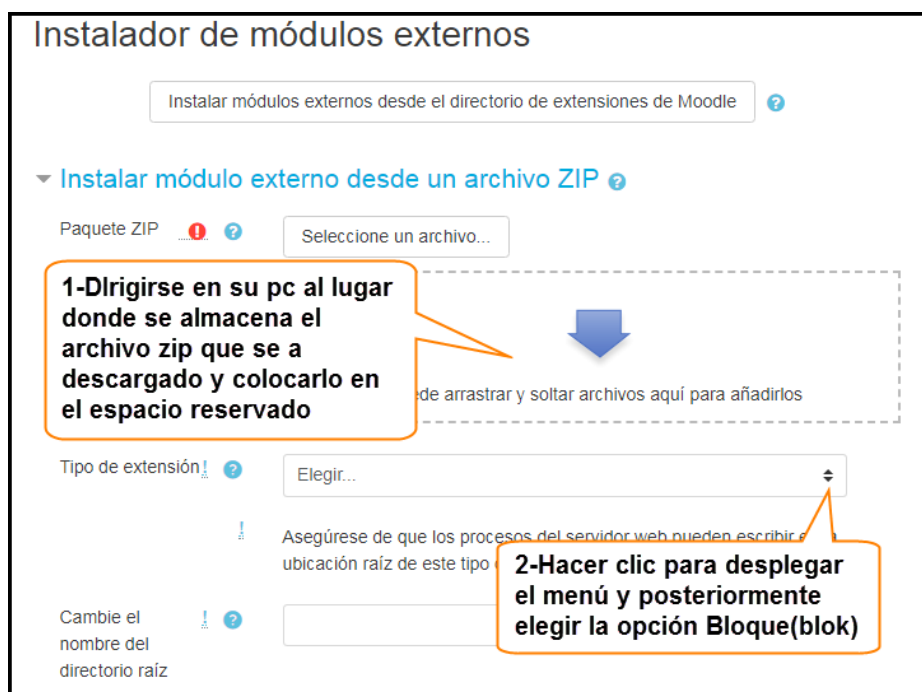 Instalador de módulos externos
Instalar módulos externos desde el directorio de extensiones de Moodle
Instalar módulo externo desde un archivo ZIP
Paquete ZIP
Seleccione un archivo...
1-DIrigirse en su pc al lugar
donde se almacena el
archivo zip que se a
descargado y colocarlo en
el espacio reservado
arrastrar y soltar archivos aquí para añadirlos
Tipo de extensión
Elegir...
Asegúrese de que los procesos del servidor web pueden escribir
ubicación raíz de este tipo
2-Hacer clic para desplegar
el menú y posteriormente
elegir la opción Bloque(blok)
Cambie el
nombre del
directorio raíz